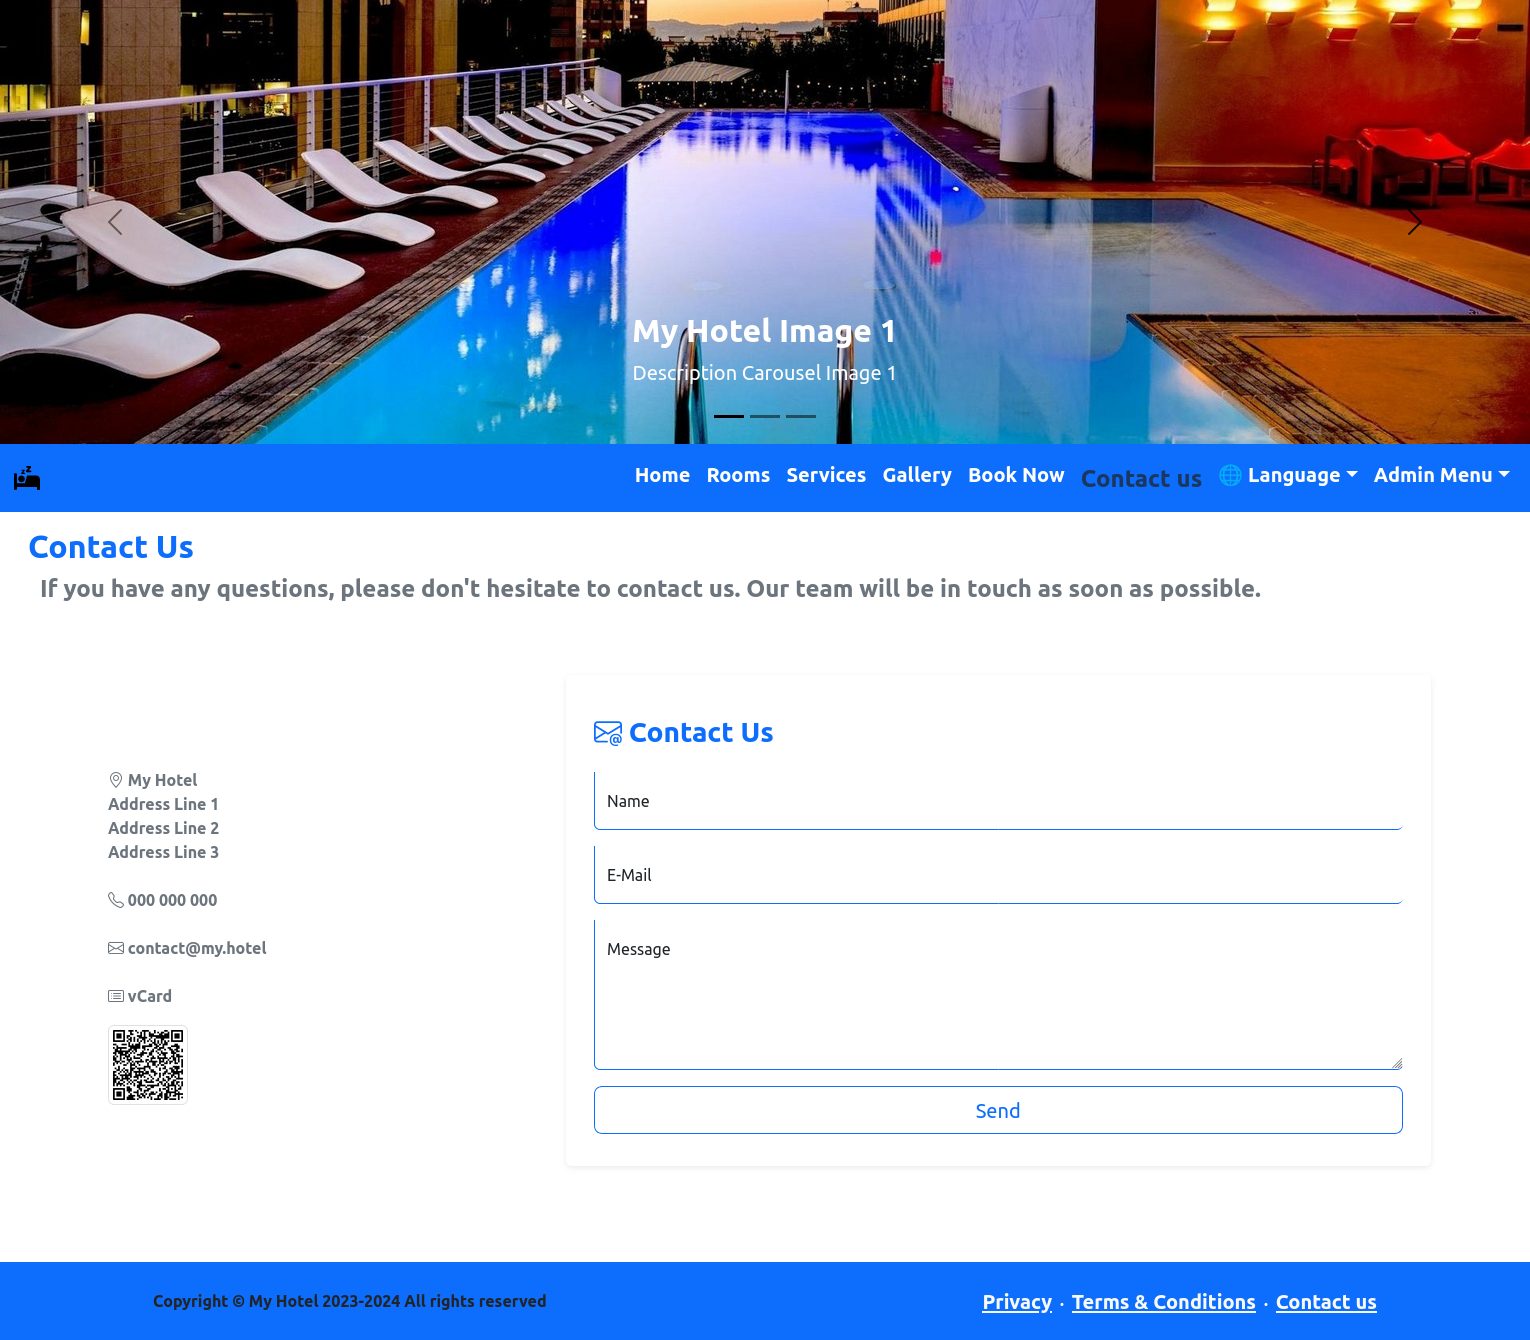 My Hotel Image 1
Description Carousel Image 1
Home Rooms Services Gallery Book Now Contact us 🌐 Language Admin Menu
Contact Us
If you have any questions, please don't hesitate to contact us. Our team will be in touch as soon as possible.
My Hotel
Address Line 1
Address Line 2
Address Line 3
000 000 000
contact@my.hotel
vCard
Contact Us
Name
E-Mail
Message
Send
Copyright © My Hotel 2023-2024 All rights reserved
Privacy · Terms & Conditions · Contact us